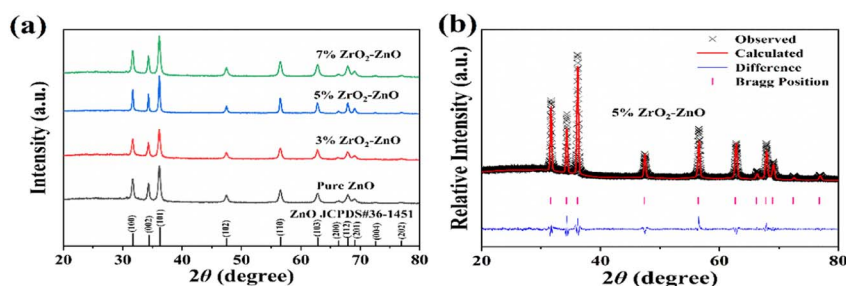 (a)
Intensity (a.u.)
7% ZrO₂-ZnO
5% ZrO₂-ZnO
3% ZrO₂-ZnO
Pure ZnO
ZnO JCPDS#36-1451
(100)
(002)
(101)
(102)
(110)
(103)
(200)
(112)
(201)
(004)
(202)
20 30 40 50 60 70 80
2θ (degree)
(b)
Relative Intensity (a.u.)
Observed
Calculated
Difference
Bragg Position
5% ZrO₂-ZnO
20 40 60 80
2θ (degree)